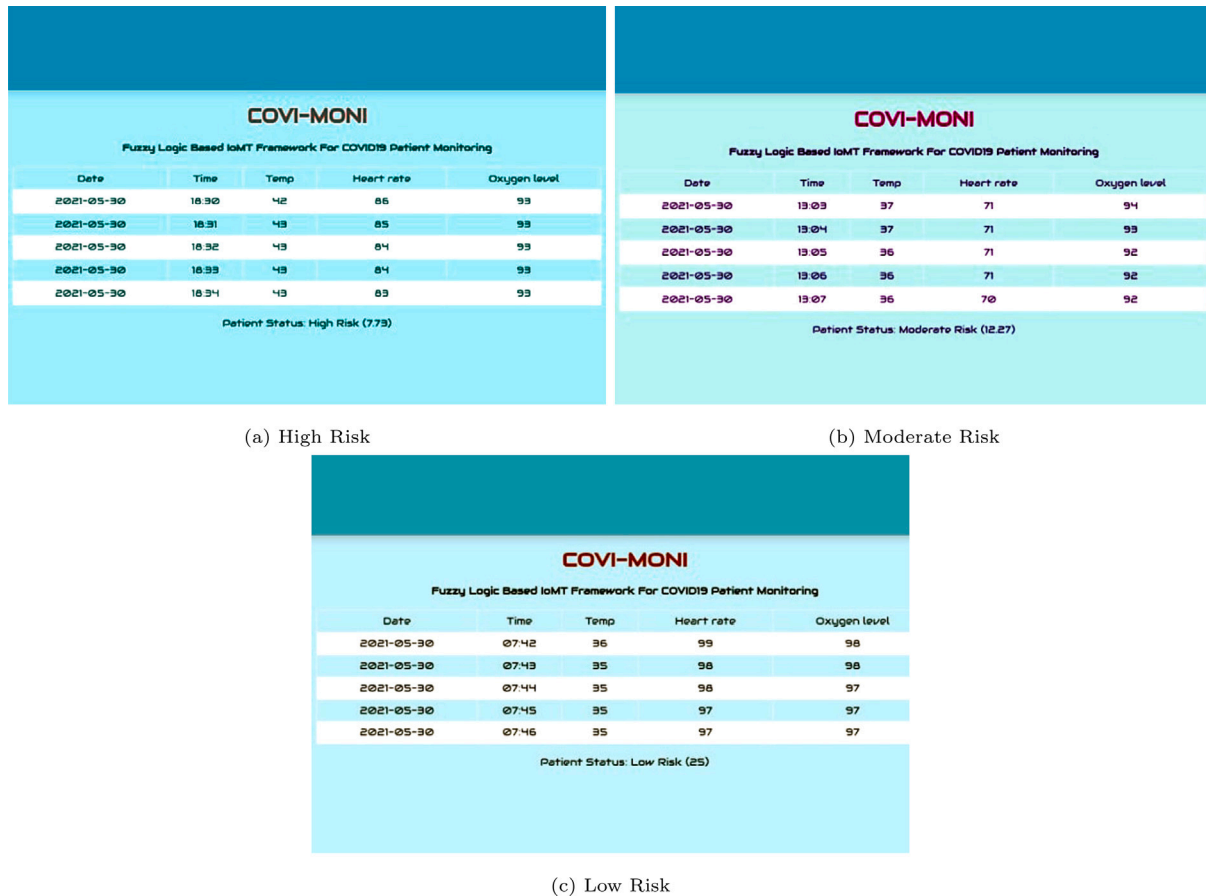 COVI-MONI
Fuzzy Logic Based IoMT Framework For COVID19 Patient Monitoring
Date Time Temp Heart rate Oxygen level
2021-05-30 18:30 42 86 93
2021-05-30 18:31 43 85 93
2021-05-30 18:32 43 84 93
2021-05-30 18:33 43 84 93
2021-05-30 18:34 43 83 93
Patient Status: High Risk (7.73)
(a) High Risk
COVI-MONI
Fuzzy Logic Based IoMT Framework For COVID19 Patient Monitoring
Date Time Temp Heart rate Oxygen level
2021-05-30 13:03 37 71 94
2021-05-30 13:04 37 71 93
2021-05-30 13:05 36 71 92
2021-05-30 13:06 36 71 92
2021-05-30 13:07 36 70 92
Patient Status: Moderate Risk (12.27)
(b) Moderate Risk
COVI-MONI
Fuzzy Logic Based IoMT Framework For COVID19 Patient Monitoring
Date Time Temp Heart rate Oxygen level
2021-05-30 07:42 36 99 98
2021-05-30 07:43 35 98 98
2021-05-30 07:44 35 98 97
2021-05-30 07:45 35 97 97
2021-05-30 07:46 35 97 97
Patient Status: Low Risk (25)
(c) Low Risk